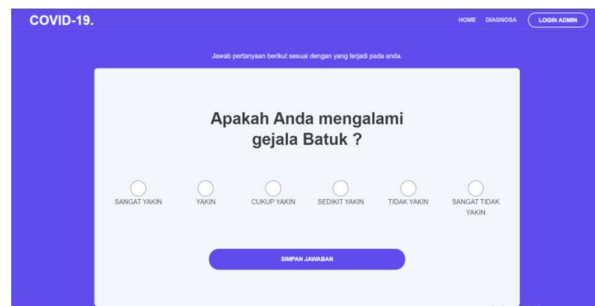 COVID-19.
HOME DIAGNOSA LOGIN ADMIN
Jawab pertanyaan berikut sesuai dengan yang terjadi pada anda.
Apakah Anda mengalami
gejala Batuk ?
SANGAT YAKIN YAKIN CUKUP YAKIN SEDIKIT YAKIN TIDAK YAKIN SANGAT TIDAK
YAKIN
SIMPAN JAWABAN